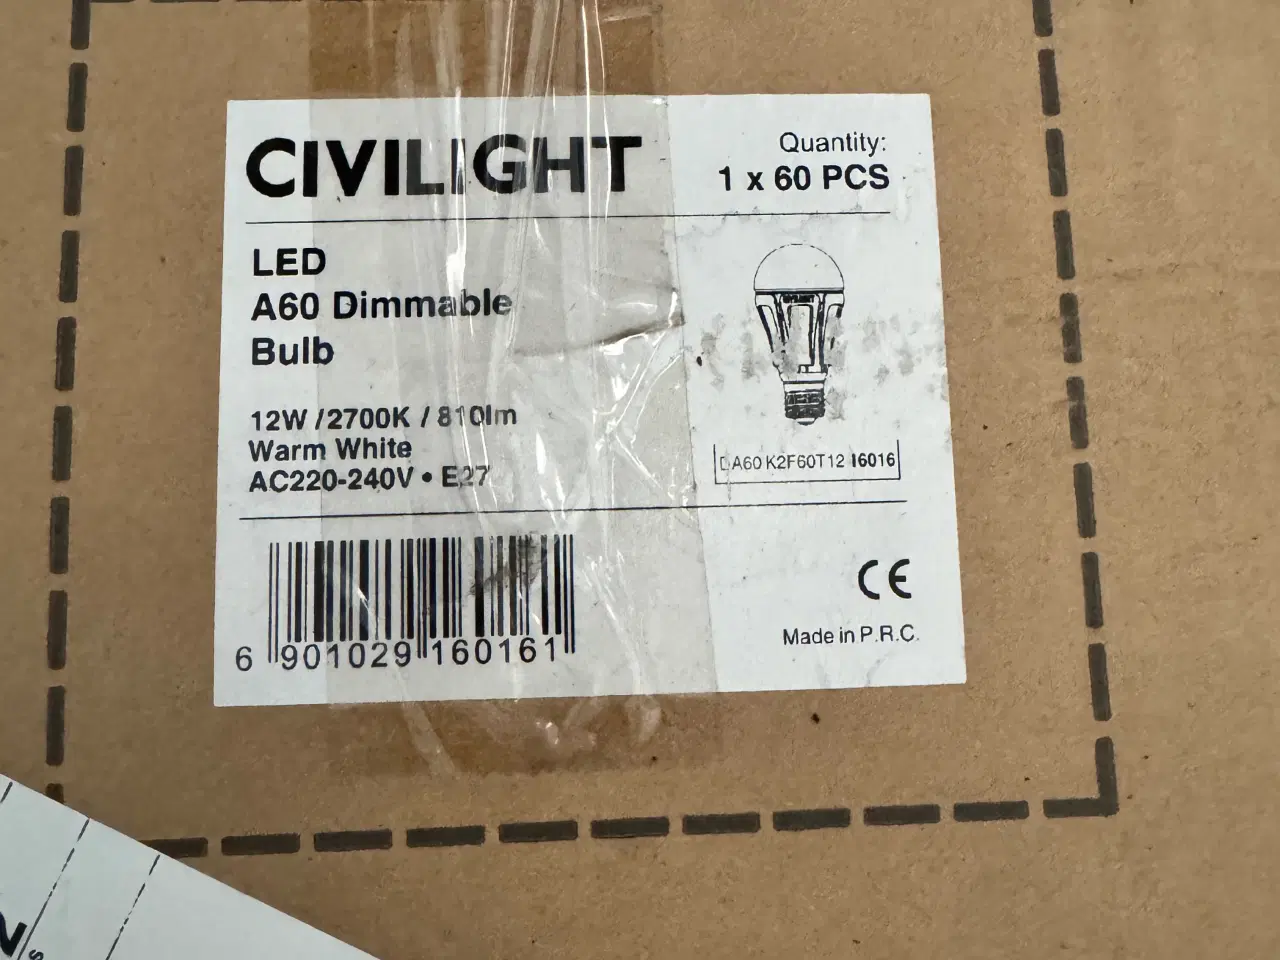 CIVILIGHT
Quantity:
1 x 60 PCS
LED
A60 Dimmable
Bulb
12W / 2700K / 810lm
Warm White
AC220-240V • E27
DA60 K2F60T12 I6016
6 901029 160161
CE
Made in P.R.C.